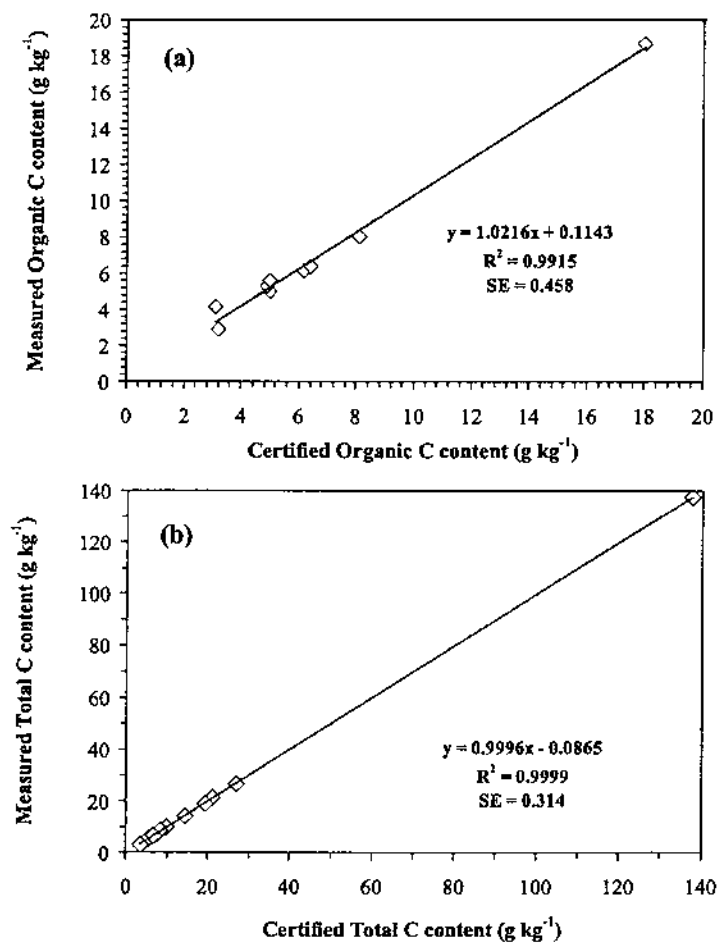 20
18
16
14
12
10
8
6
4
2
0
Measured Organic C content (g kg⁻¹)
(a)
y = 1.0216x + 0.1143
R² = 0.9915
SE = 0.458
0 2 4 6 8 10 12 14 16 18 20
Certified Organic C content (g kg⁻¹)
140
120
100
80
60
40
20
0
Measured Total C content (g kg⁻¹)
(b)
y = 0.9996x - 0.0865
R² = 0.9999
SE = 0.314
0 20 40 60 80 100 120 140
Certified Total C content (g kg⁻¹)